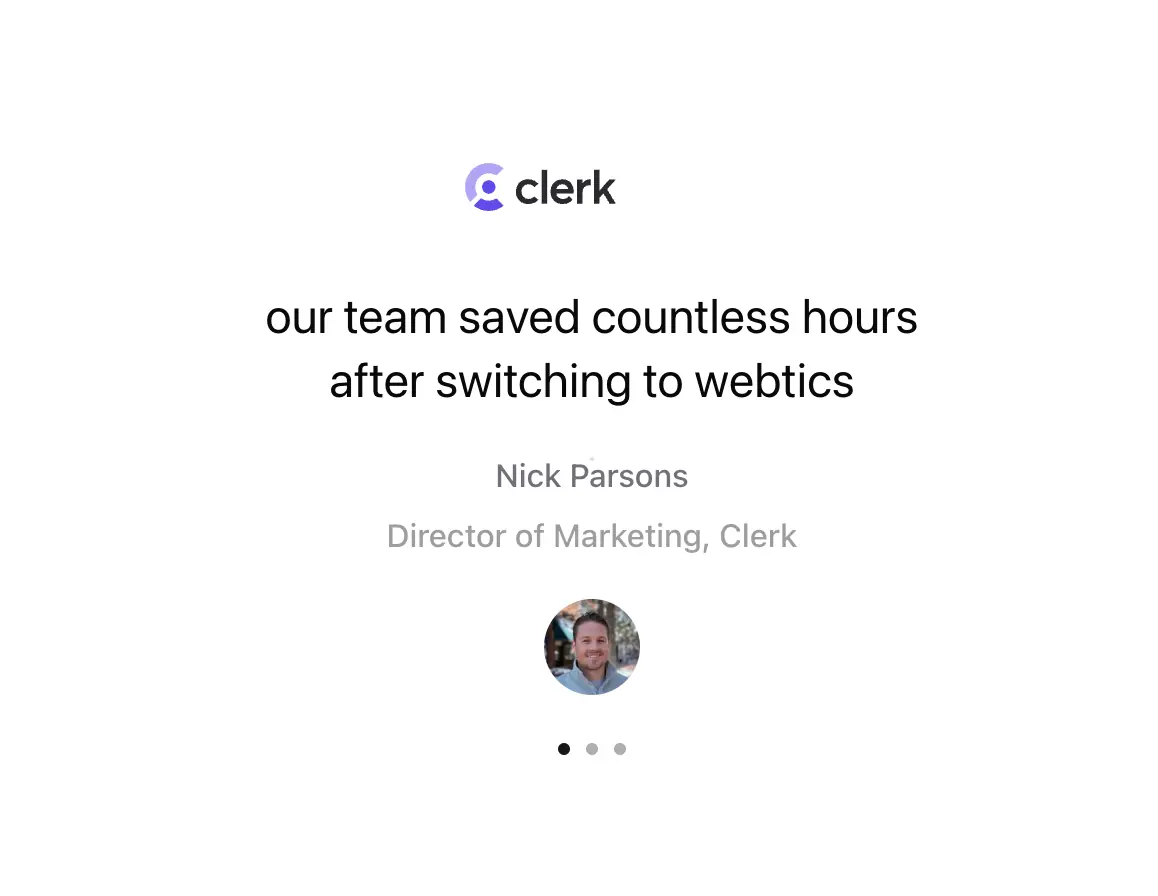 clerk
our team saved countless hours
after switching to webtics
Nick Parsons
Director of Marketing, Clerk